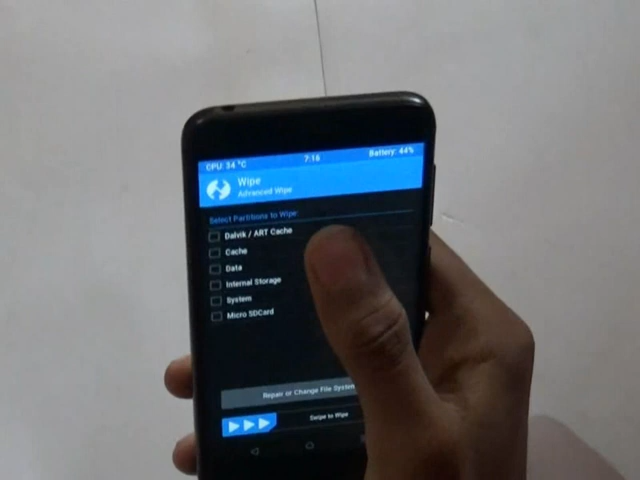 CPU: 34 °C 7:16 Battery: 44%
Wipe
Advanced Wipe
Select Partitions to Wipe:
Dalvik / ART Cache
Cache
Data
Internal Storage
System
Micro SDCard
Repair or Change File System
Swipe to Wipe